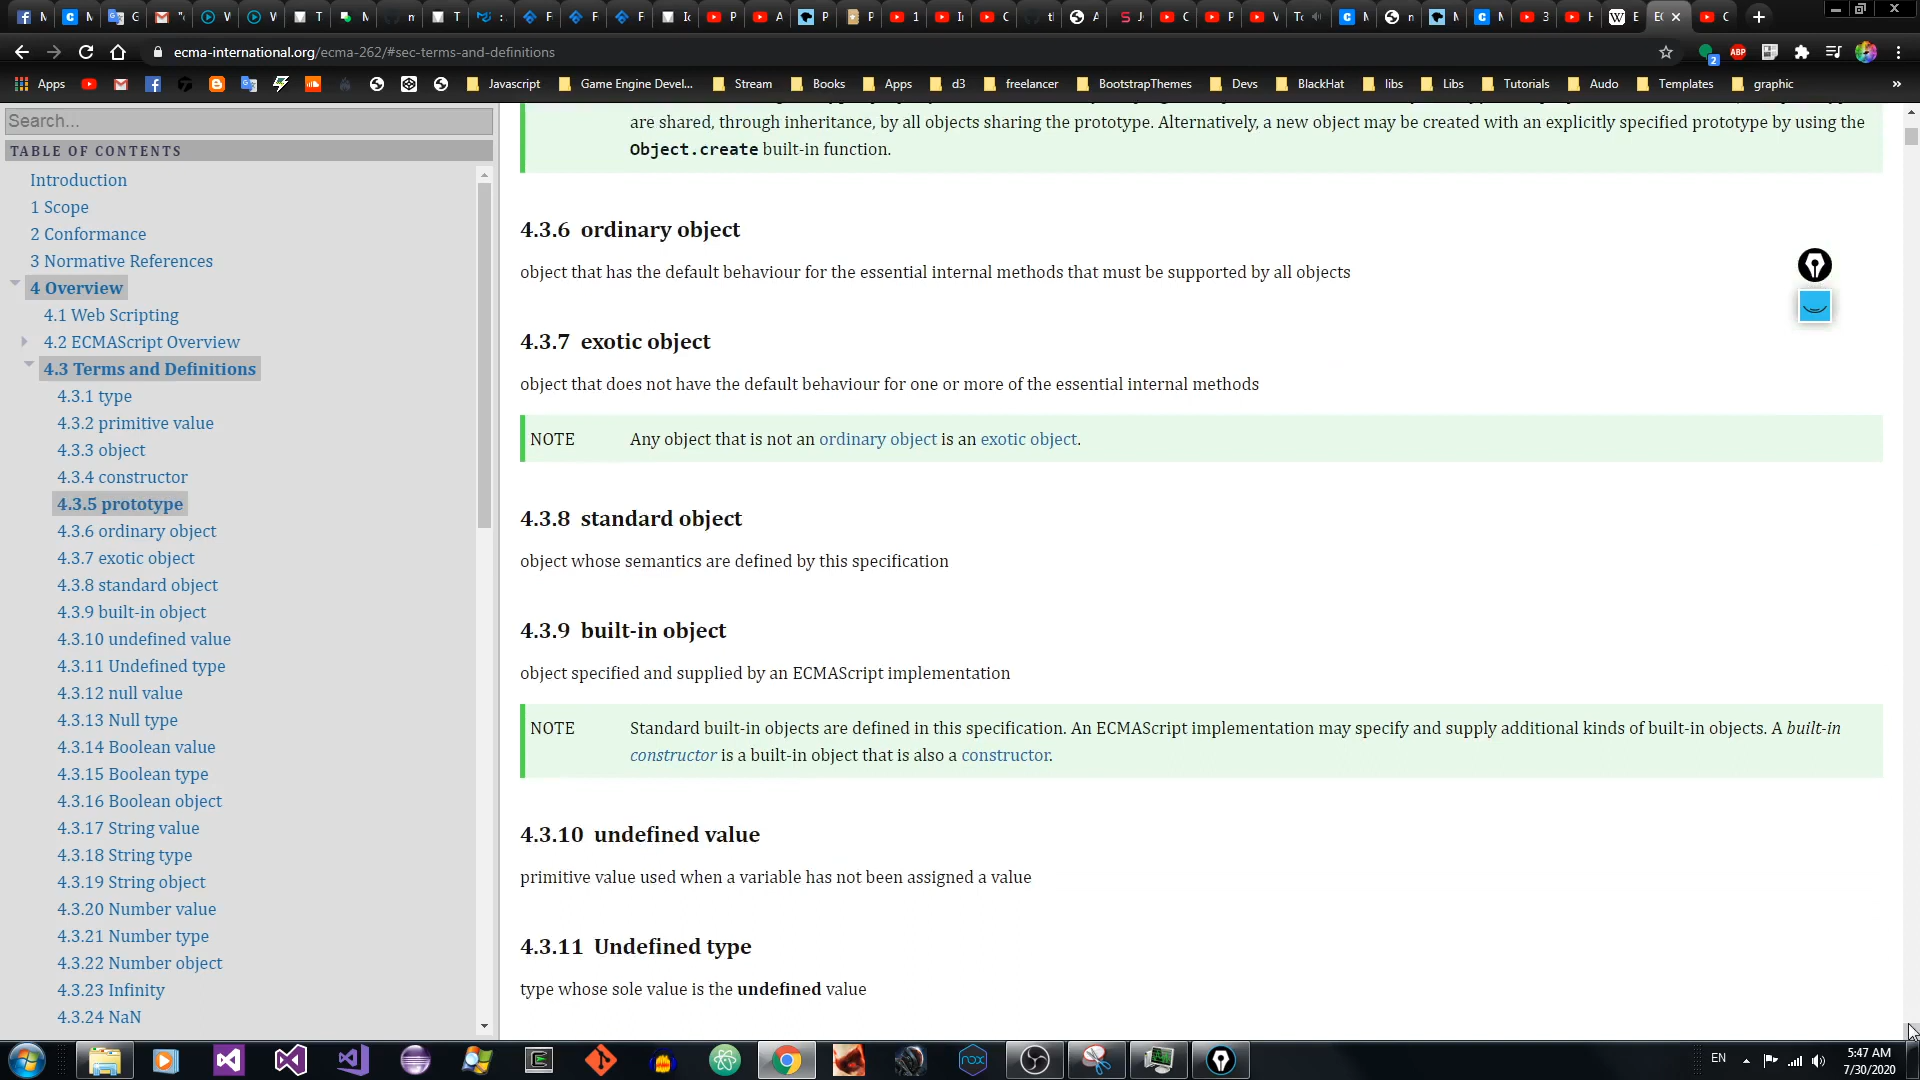 ecma-international.org/ecma-262/#sec-terms-and-definitions
Apps
Javascript
Game Engine Devel...
Stream
Books
Apps
d3
freelancer
BootstrapThemes
Devs
BlackHat
libs
Libs
Tutorials
Audo
Templates
graphic
»
Search...
TABLE OF CONTENTS
Introduction
1 Scope
2 Conformance
3 Normative References
4 Overview
4.1 Web Scripting
4.2 ECMAScript Overview
4.3 Terms and Definitions
4.3.1 type
4.3.2 primitive value
4.3.3 object
4.3.4 constructor
4.3.5 prototype
4.3.6 ordinary object
4.3.7 exotic object
4.3.8 standard object
4.3.9 built-in object
4.3.10 undefined value
4.3.11 Undefined type
4.3.12 null value
4.3.13 Null type
4.3.14 Boolean value
4.3.15 Boolean type
4.3.16 Boolean object
4.3.17 String value
4.3.18 String type
4.3.19 String object
4.3.20 Number value
4.3.21 Number type
4.3.22 Number object
4.3.23 Infinity
4.3.24 NaN
are shared, through inheritance, by all objects sharing the prototype. Alternatively, a new object may be created with an explicitly specified prototype by using the
Object.create built-in function.
4.3.6 ordinary object
object that has the default behaviour for the essential internal methods that must be supported by all objects
4.3.7 exotic object
object that does not have the default behaviour for one or more of the essential internal methods
NOTE Any object that is not an ordinary object is an exotic object.
4.3.8 standard object
object whose semantics are defined by this specification
4.3.9 built-in object
object specified and supplied by an ECMAScript implementation
NOTE Standard built-in objects are defined in this specification. An ECMAScript implementation may specify and supply additional kinds of built-in objects. A built-in
constructor is a built-in object that is also a constructor.
4.3.10 undefined value
primitive value used when a variable has not been assigned a value
4.3.11 Undefined type
type whose sole value is the undefined value
EN
5:47 AM
7/30/2020